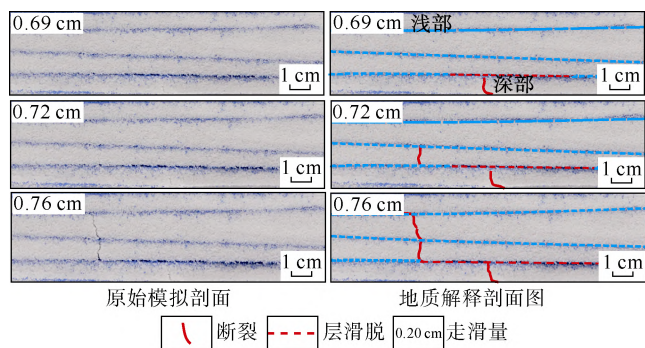 0.69 cm
1 cm
0.69 cm
浅部
深部
1 cm
0.72 cm
1 cm
0.72 cm
1 cm
0.76 cm
1 cm
0.76 cm
1 cm
原始模拟剖面
地质解释剖面图
断裂
层滑脱
0.20 cm 走滑量